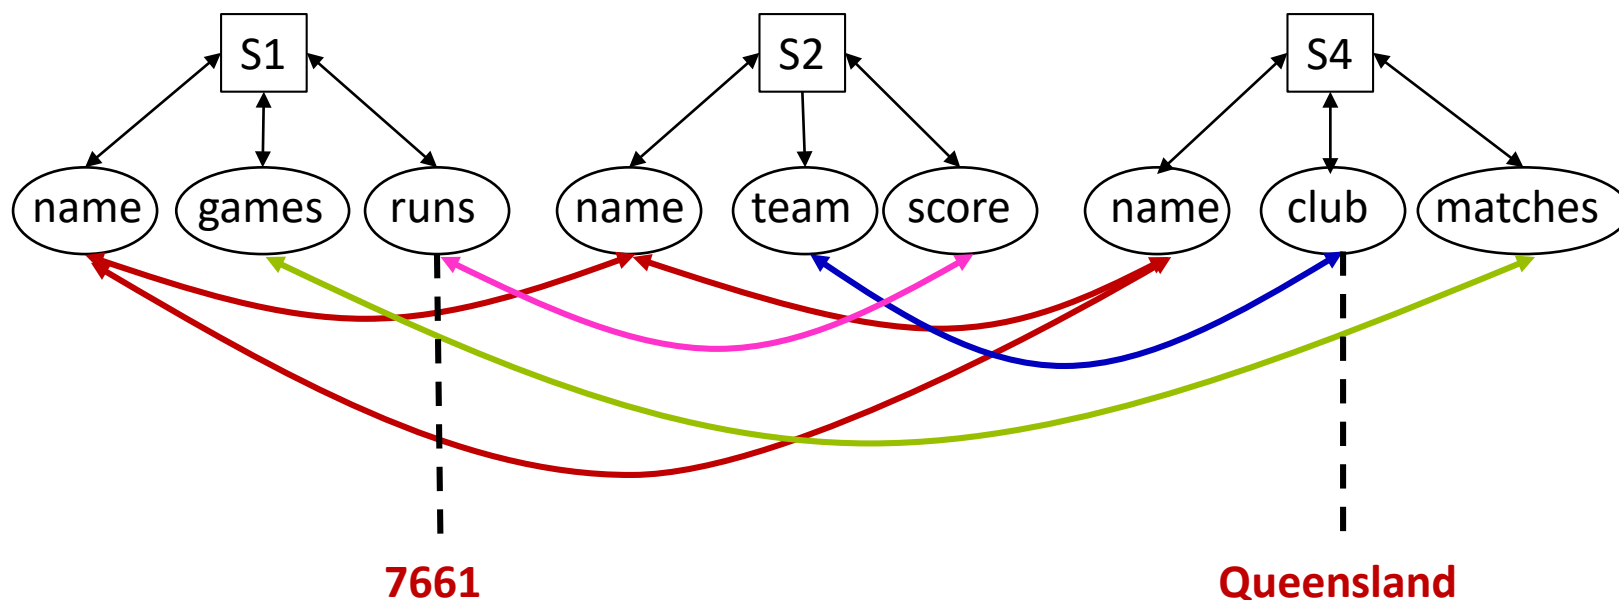 S1 S2 S4
name games runs name team score name club matches
7661 Queensland